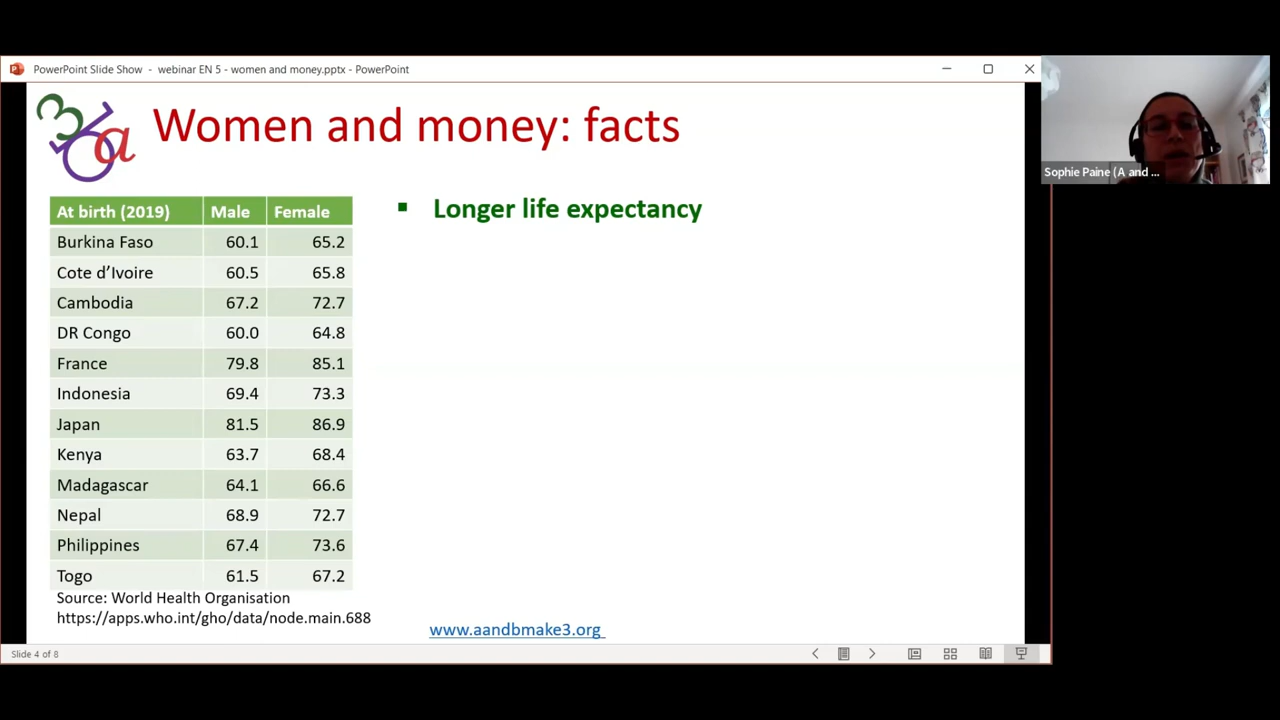 PowerPoint Slide Show - webinar EN 5 - women and money.pptx - PowerPoint
Sophie Paine (A and ...
36a
Women and money: facts
At birth (2019) Male Female
Burkina Faso 60.1 65.2
Cote d’Ivoire 60.5 65.8
Cambodia 67.2 72.7
DR Congo 60.0 64.8
France 79.8 85.1
Indonesia 69.4 73.3
Japan 81.5 86.9
Kenya 63.7 68.4
Madagascar 64.1 66.6
Nepal 68.9 72.7
Philippines 67.4 73.6
Togo 61.5 67.2
Source: World Health Organisation
https://apps.who.int/gho/data/node.main.688
▪ Longer life expectancy
www.aandbmake3.org
Slide 4 of 8